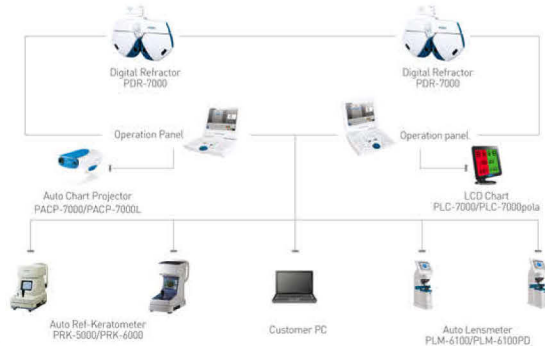 Digital Refractor
PDR-7000
Digital Refractor
PDR-7000
Operation Panel
Operation panel.
Auto Chart Projector
PACP-7000/PACP-7000L
LCD Chart
PLC-7000/PLC-7000pola
Auto Ref-Keratometer
PRK-5000/PRK-6000
Customer PC
Auto Lensmeter
PLM-6100/PLM-6100PD